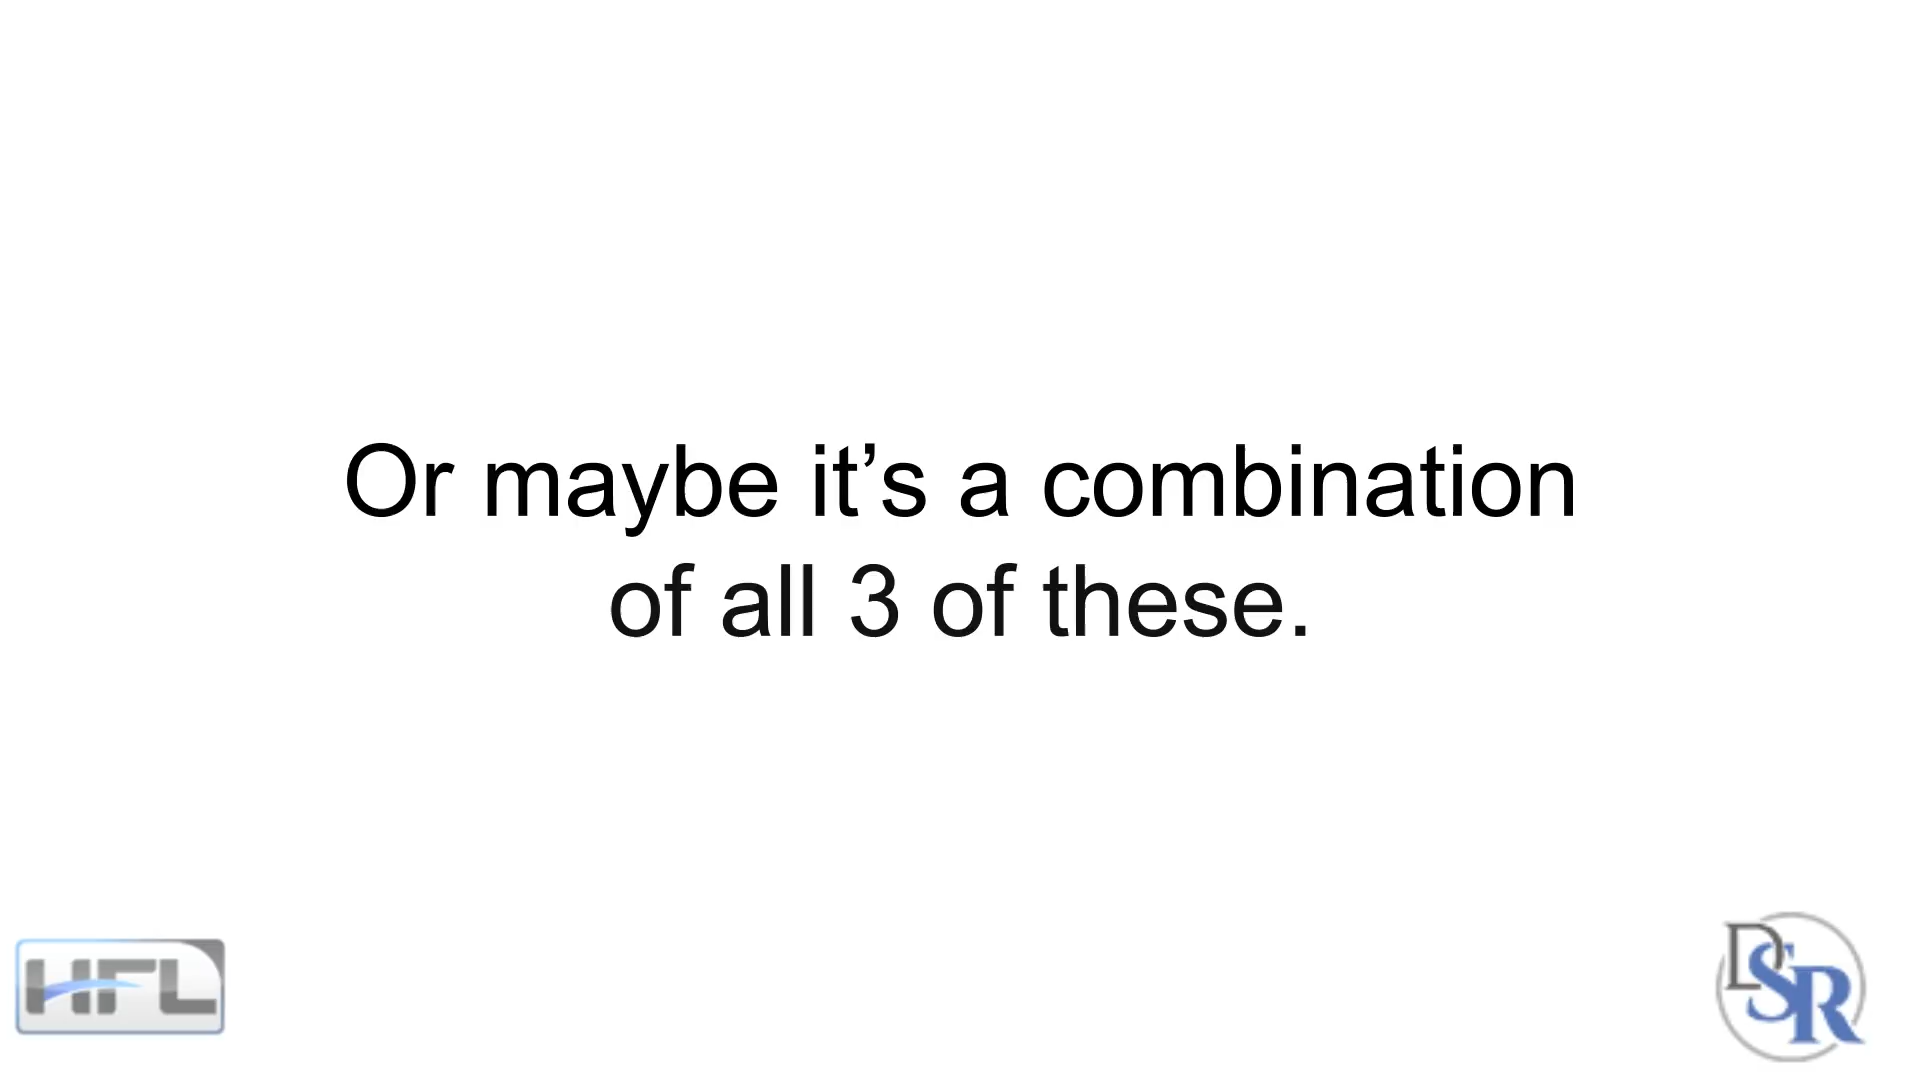 Or maybe it’s a combination
of all 3 of these.
HFL
DSR